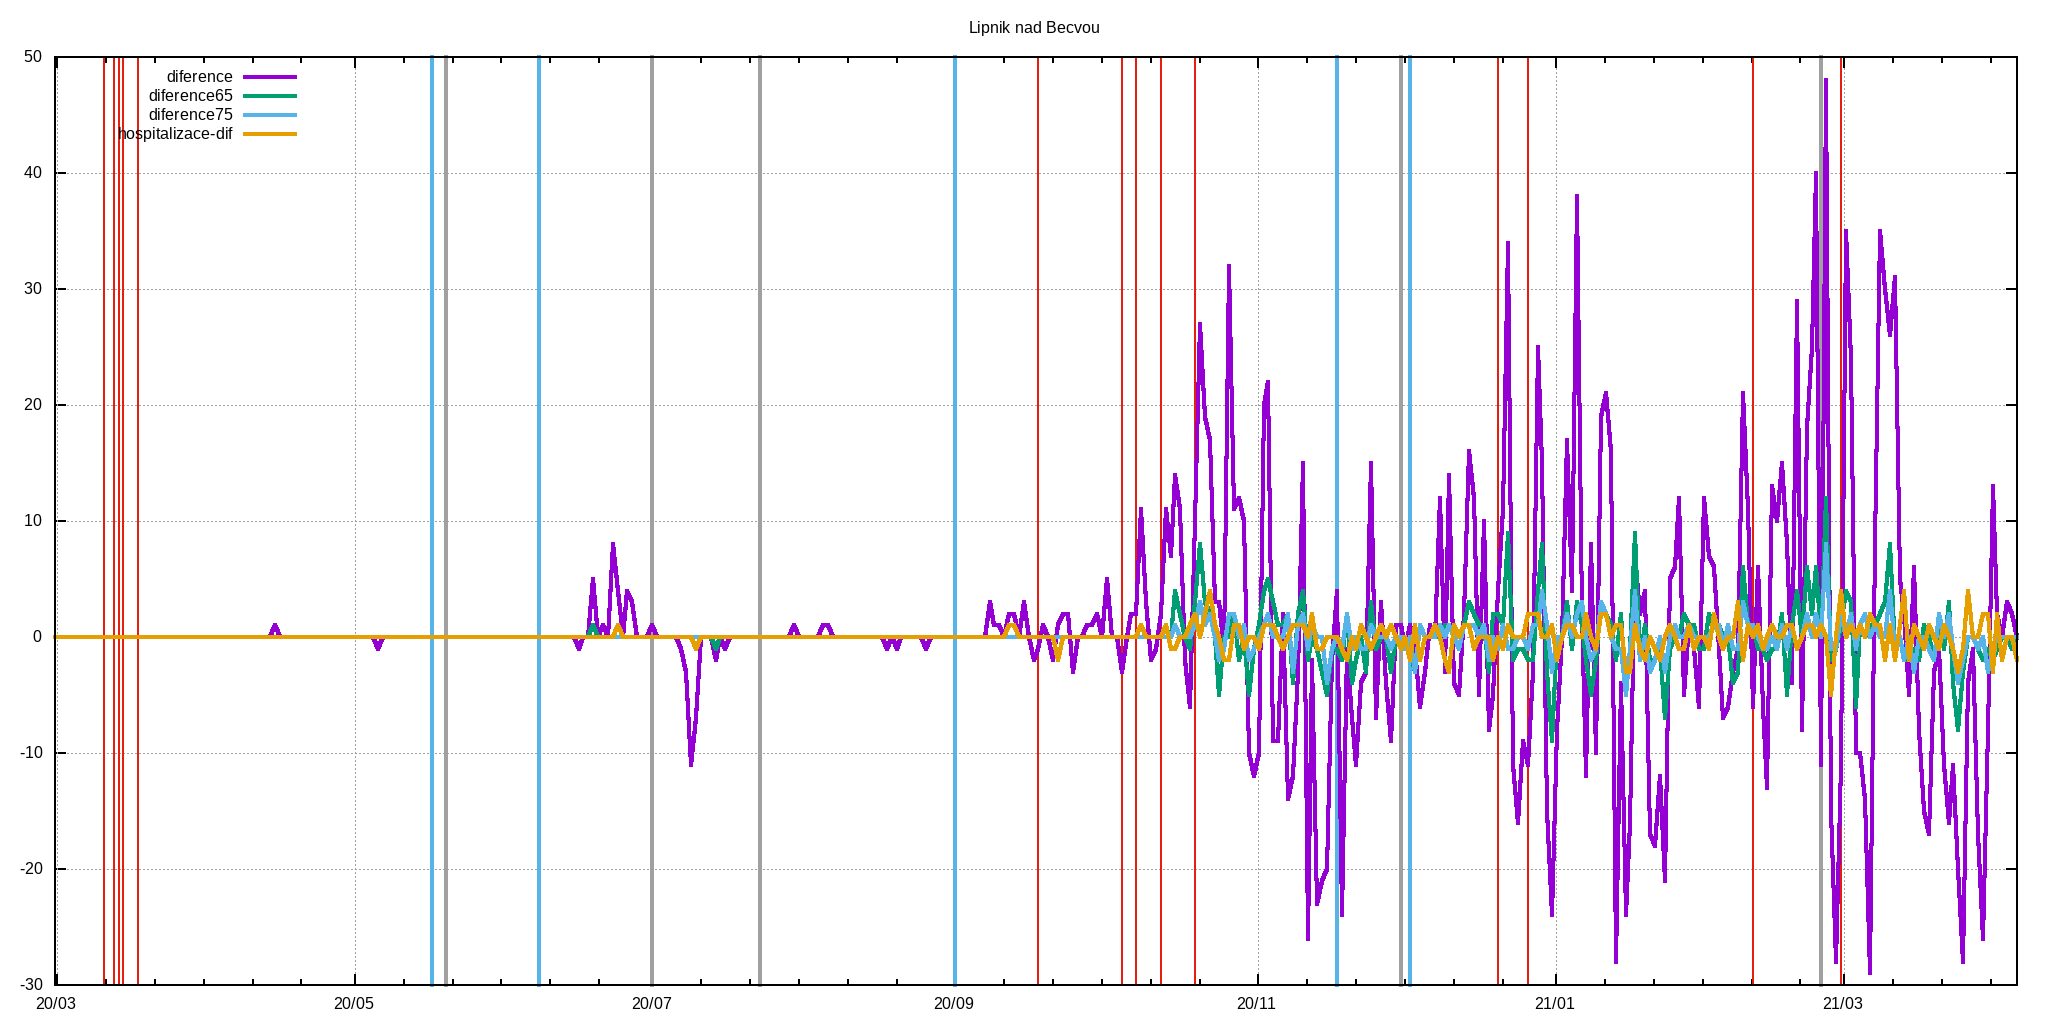 Lipnik nad Becvou
50
40
30
20
10
0
-10
-20
-30
diference
diference65
diference75
hospitalizace-dif
20/03 20/05 20/07 20/09 20/11 21/01 21/03